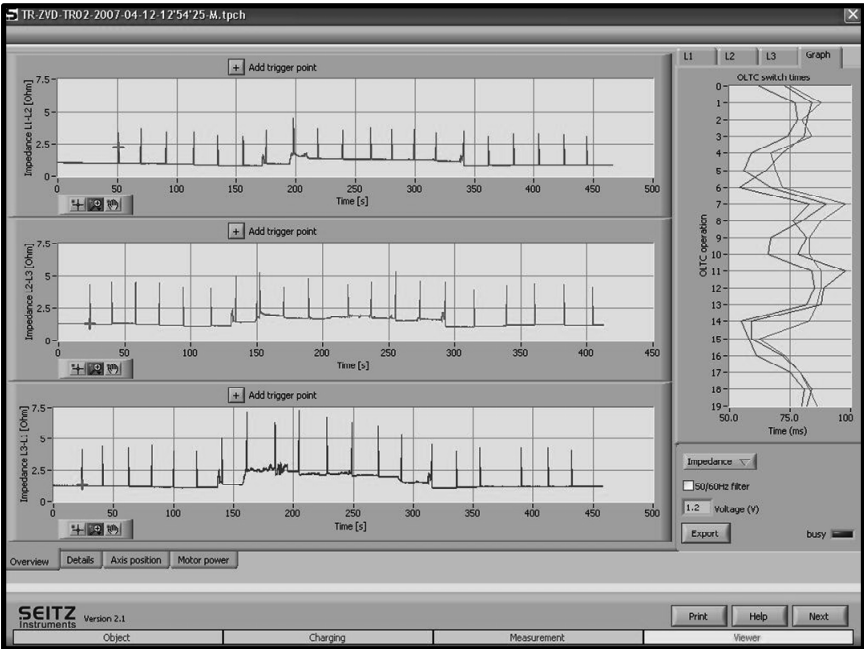 TR-ZVD-TR02-2007-04-12-12'54'25-M.tpch
+ Add trigger point
Impedance L1-L2 [Ohm]
7.5
5
2.5
0
0 50 100 150 200 250 300 350 400 450 500
Time [s]
+ Add trigger point
Impedance L2-L3 [Ohm]
7.5
5
2.5
0
0 50 100 150 200 250 300 350 400 450
Time [s]
+ Add trigger point
Impedance L3-L1 [Ohm]
7.5
5
2.5
0
0 50 100 150 200 250 300 350 400 450 500
Time [s]
Overview Details Axis position Motor power
L1 L2 L3 Graph
OLTC switch times
OLTC operation
0
1
2
3
4
5
6
7
8
9
10
11
12
13
14
15
16
17
18
19
50.0 75.0 100
Time (ms)
Impedance
50/60Hz filter
1.2 Voltage (V)
Export busy
SEITZ Version 2.1
Instruments
Print Help Next
Object Charging Measurement Viewer